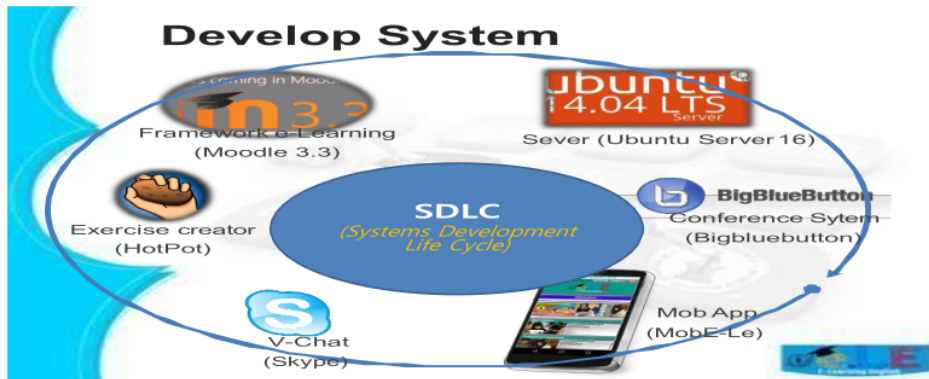 Develop System
s coming in Mood
m 3.3
Framework e-Learning
(Moodle 3.3)
ubuntu
14.04 LTS
Server
Sever (Ubuntu Server 16)
SDLC
(Systems Development
Life Cycle)
b BigBlueButton
Conference Sytem
(Bigbluebutton)
Exercise creator
(HotPot)
S
V-Chat
(Skype)
Mob App
(MobE-Le)
E-Learning English